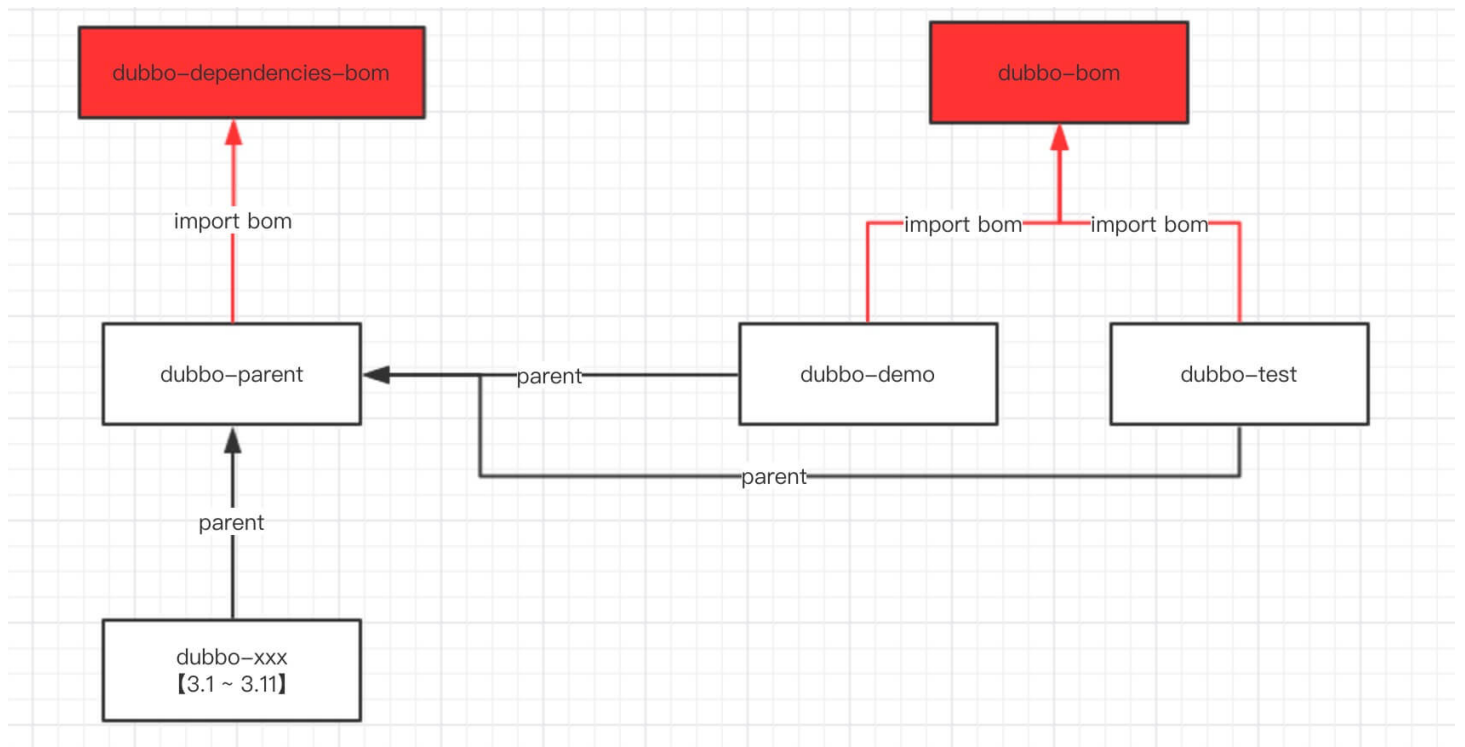 dubbo–dependencies–bom
dubbo–bom
import bom
import bom
import bom
dubbo–parent
parent
dubbo–demo
dubbo–test
parent
parent
dubbo–xxx
【3.1 ~ 3.11】